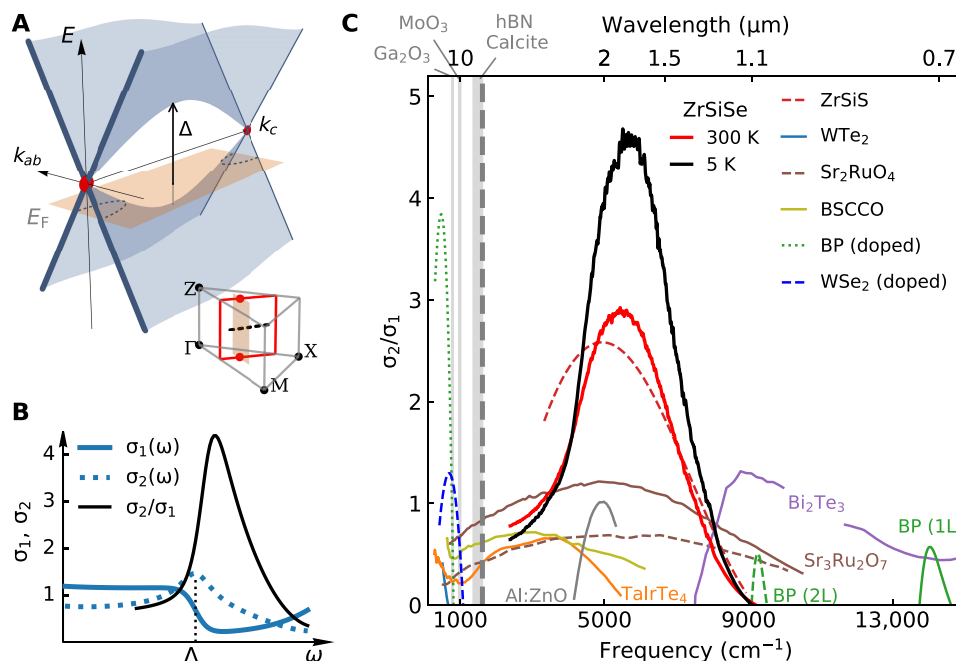 A
E
Δ
k_c
k_ab
E_F
Z
Γ
X
M
B
σ₁(ω)
σ₂(ω)
σ₂/σ₁
4
3
2
1
σ₁, σ₂
Δ
ω
C
MoO₃
Ga₂O₃
hBN
Calcite
Wavelength (μm)
10 2 1.5 1.1 0.7
5
4
3
2
1
0
σ₂/σ₁
ZrSiSe
300 K
5 K
ZrSiS
WTe₂
Sr₂RuO₄
BSCCO
BP (doped)
WSe₂ (doped)
Bi₂Te₃
BP (1L)
Sr₃Ru₂O₇
Al:ZnO
TaIrTe₄
BP (2L)
1000 5000 9000 13,000
Frequency (cm⁻¹)